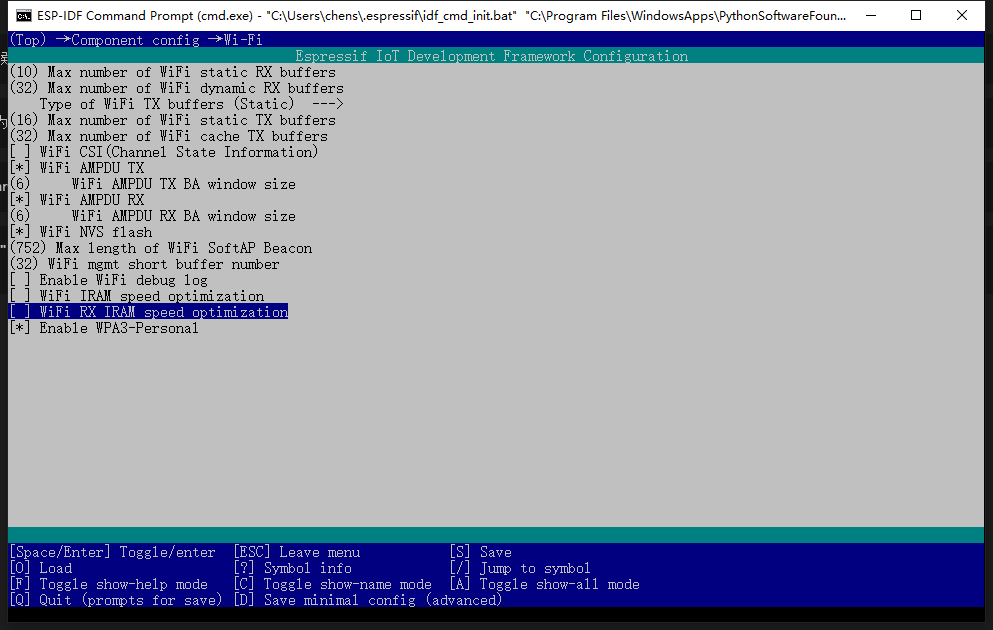 ESP-IDF Command Prompt (cmd.exe) - "C:\Users\chens\.espressif\idf_cmd_init.bat"  "C:\Program Files\WindowsApps\PythonSoftwareFoun...
(Top) →Component config →Wi-Fi
Espressif IoT Development Framework Configuration
(10) Max number of WiFi static RX buffers
(32) Max number of WiFi dynamic RX buffers
Type of WiFi TX buffers (Static)  --->
(16) Max number of WiFi static TX buffers
(32) Max number of WiFi cache TX buffers
[ ] WiFi CSI(Channel State Information)
[*] WiFi AMPDU TX
(6)     WiFi AMPDU TX BA window size
[*] WiFi AMPDU RX
(6)     WiFi AMPDU RX BA window size
[*] WiFi NVS flash
(752) Max length of WiFi SoftAP Beacon
(32) WiFi mgmt short buffer number
[ ] Enable WiFi debug log
[ ] WiFi IRAM speed optimization
[ ] WiFi RX IRAM speed optimization
[*] Enable WPA3-Personal
[Space/Enter] Toggle/enter  [ESC] Leave menu           [S] Save
[O] Load                    [?] Symbol info            [/] Jump to symbol
[F] Toggle show-help mode   [C] Toggle show-name mode  [A] Toggle show-all mode
[Q] Quit (prompts for save) [D] Save minimal config (advanced)